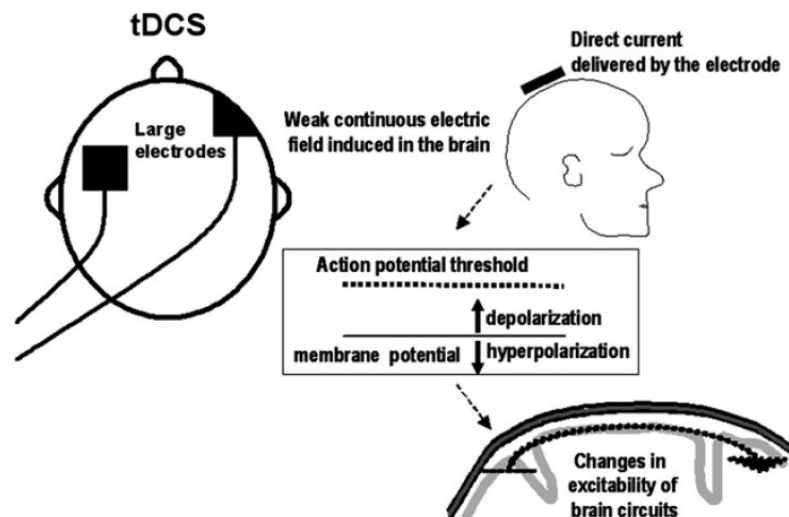 tDCS
Large
electrodes
Direct current
delivered by the electrode
Weak continuous electric
field induced in the brain
Action potential threshold
depolarization
membrane potential
hyperpolarization
Changes in
excitability of
brain circuits